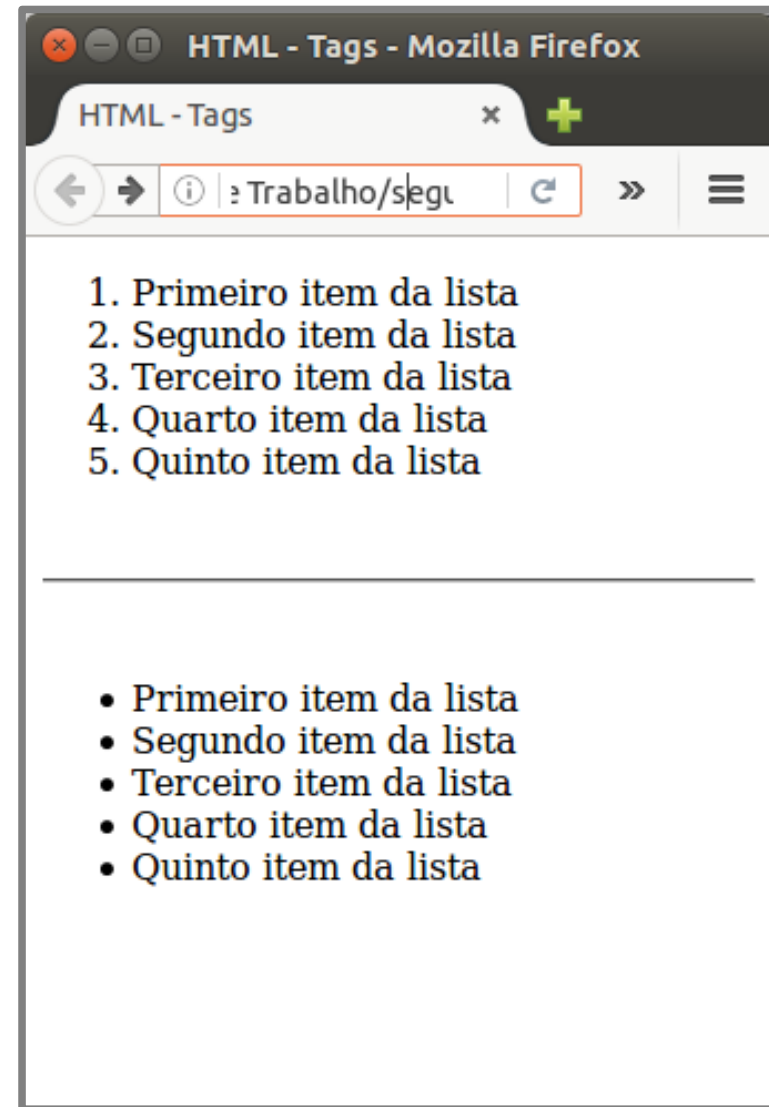 HTML - Tags - Mozilla Firefox
HTML - Tags
e Trabalho/segu
1. Primeiro item da lista
2. Segundo item da lista
3. Terceiro item da lista
4. Quarto item da lista
5. Quinto item da lista
• Primeiro item da lista
• Segundo item da lista
• Terceiro item da lista
• Quarto item da lista
• Quinto item da lista